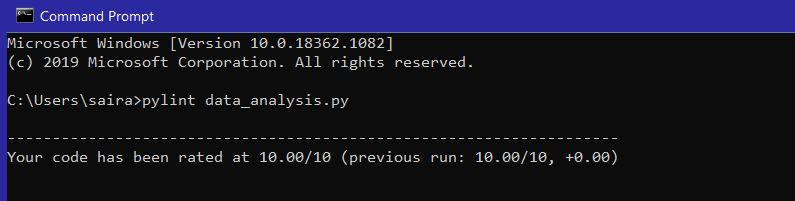 Command Prompt
Microsoft Windows [Version 10.0.18362.1082]
(c) 2019 Microsoft Corporation. All rights reserved.
C:\Users\saira>pylint data_analysis.py
--------------------------------------------------------------------
Your code has been rated at 10.00/10 (previous run: 10.00/10, +0.00)